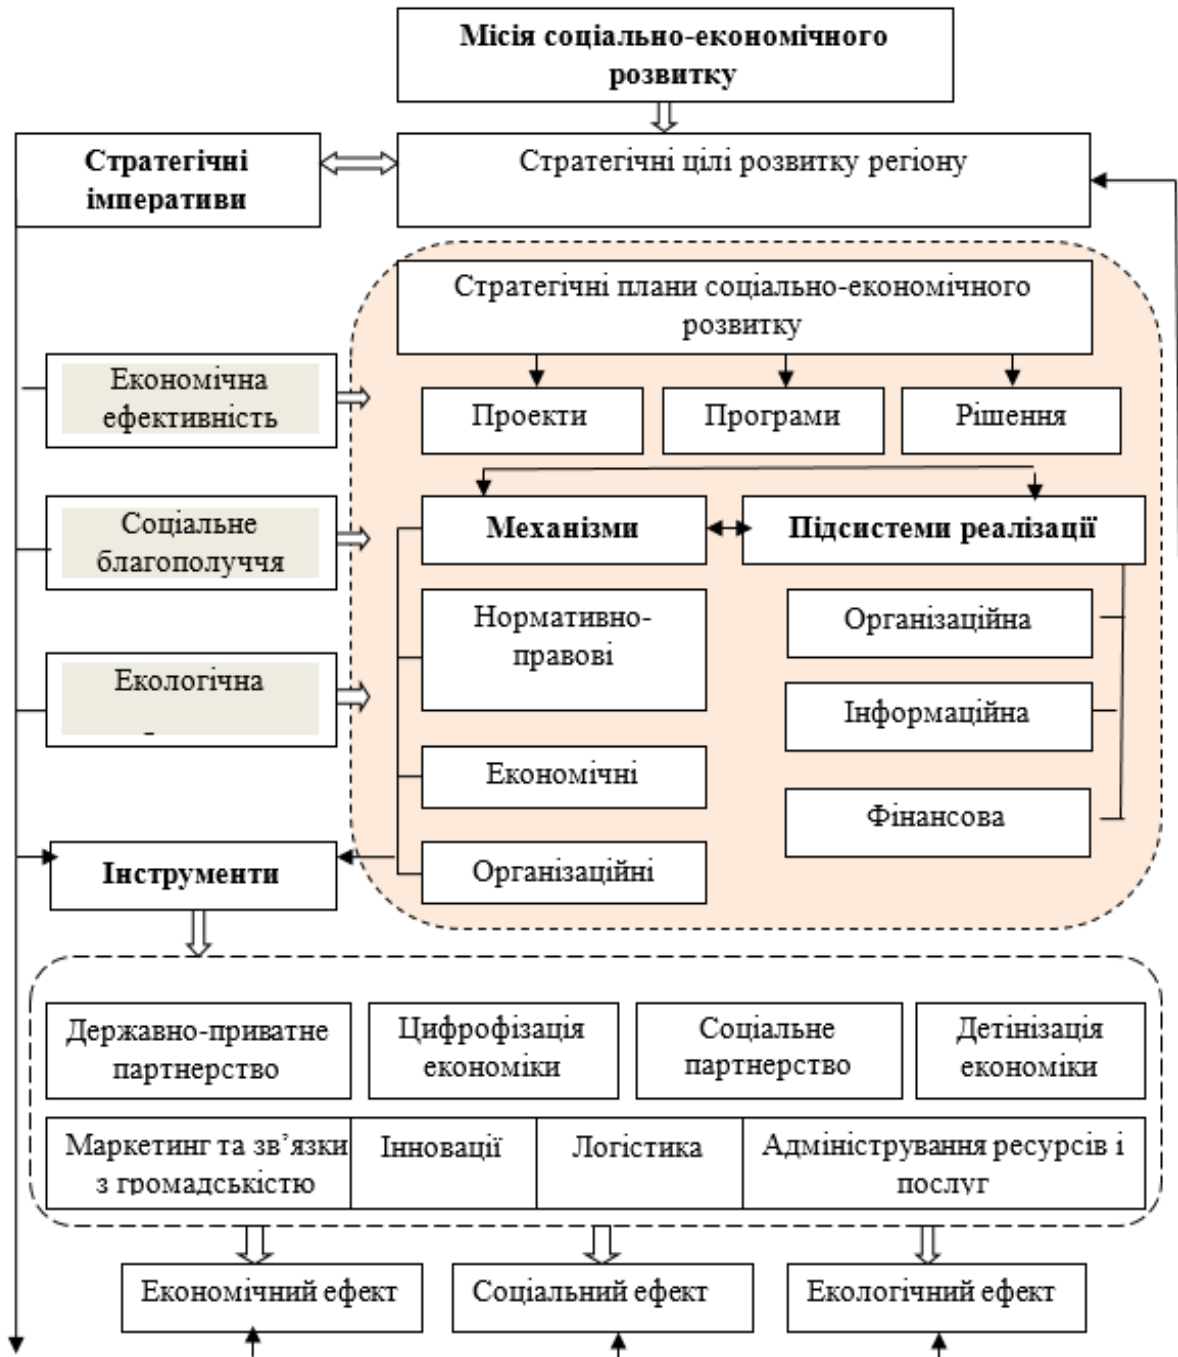 Місія соціально-економічного
розвитку
Стратегічні
імперативи
Стратегічні цілі розвитку регіону
Стратегічні плани соціально-економічного
розвитку
Економічна
ефективність
Проекти
Програми
Рішення
Соціальне
благополуччя
Механізми
Підсистеми реалізації
Нормативно-
правові
Організаційна
Екологічна
Інформаційна
Економічні
Фінансова
Інструменти
Організаційні
Державно-приватне
партнерство
Цифрофізація
економіки
Соціальне
партнерство
Детінізація
економіки
Маркетинг та зв’язки
з громадськістю
Інновації
Логістика
Адміністрування ресурсів і
послуг
Економічний ефект
Соціальний ефект
Екологічний ефект